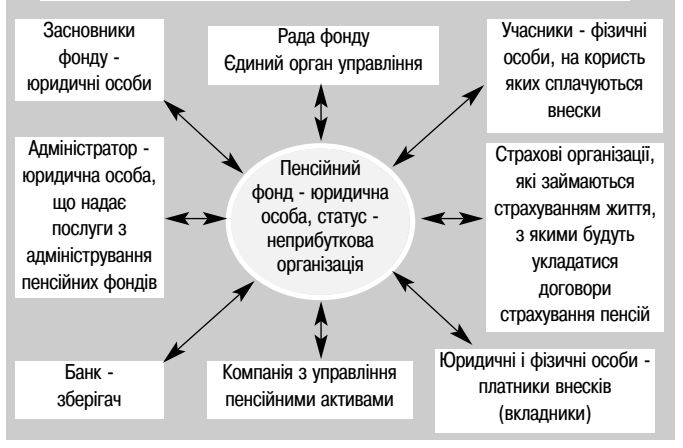 Засновники
фонду -
юридичні особи
Рада фонду
Єдиний орган управління
Учасники - фізичні
особи, на користь
яких сплачуються
внески
Адміністратор -
юридична особа,
що надає
послуги з
адміністрування
пенсійних фондів
Пенсійний
фонд - юридична
особа, статус -
неприбуткова
організація
Страхові організації,
які займаються
страхуванням життя,
з якими будуть
укладатися
договори
страхування пенсій
Банк -
зберігач
Компанія з управління
пенсійними активами
Юридичні і фізичні особи -
платники внесків
(вкладники)